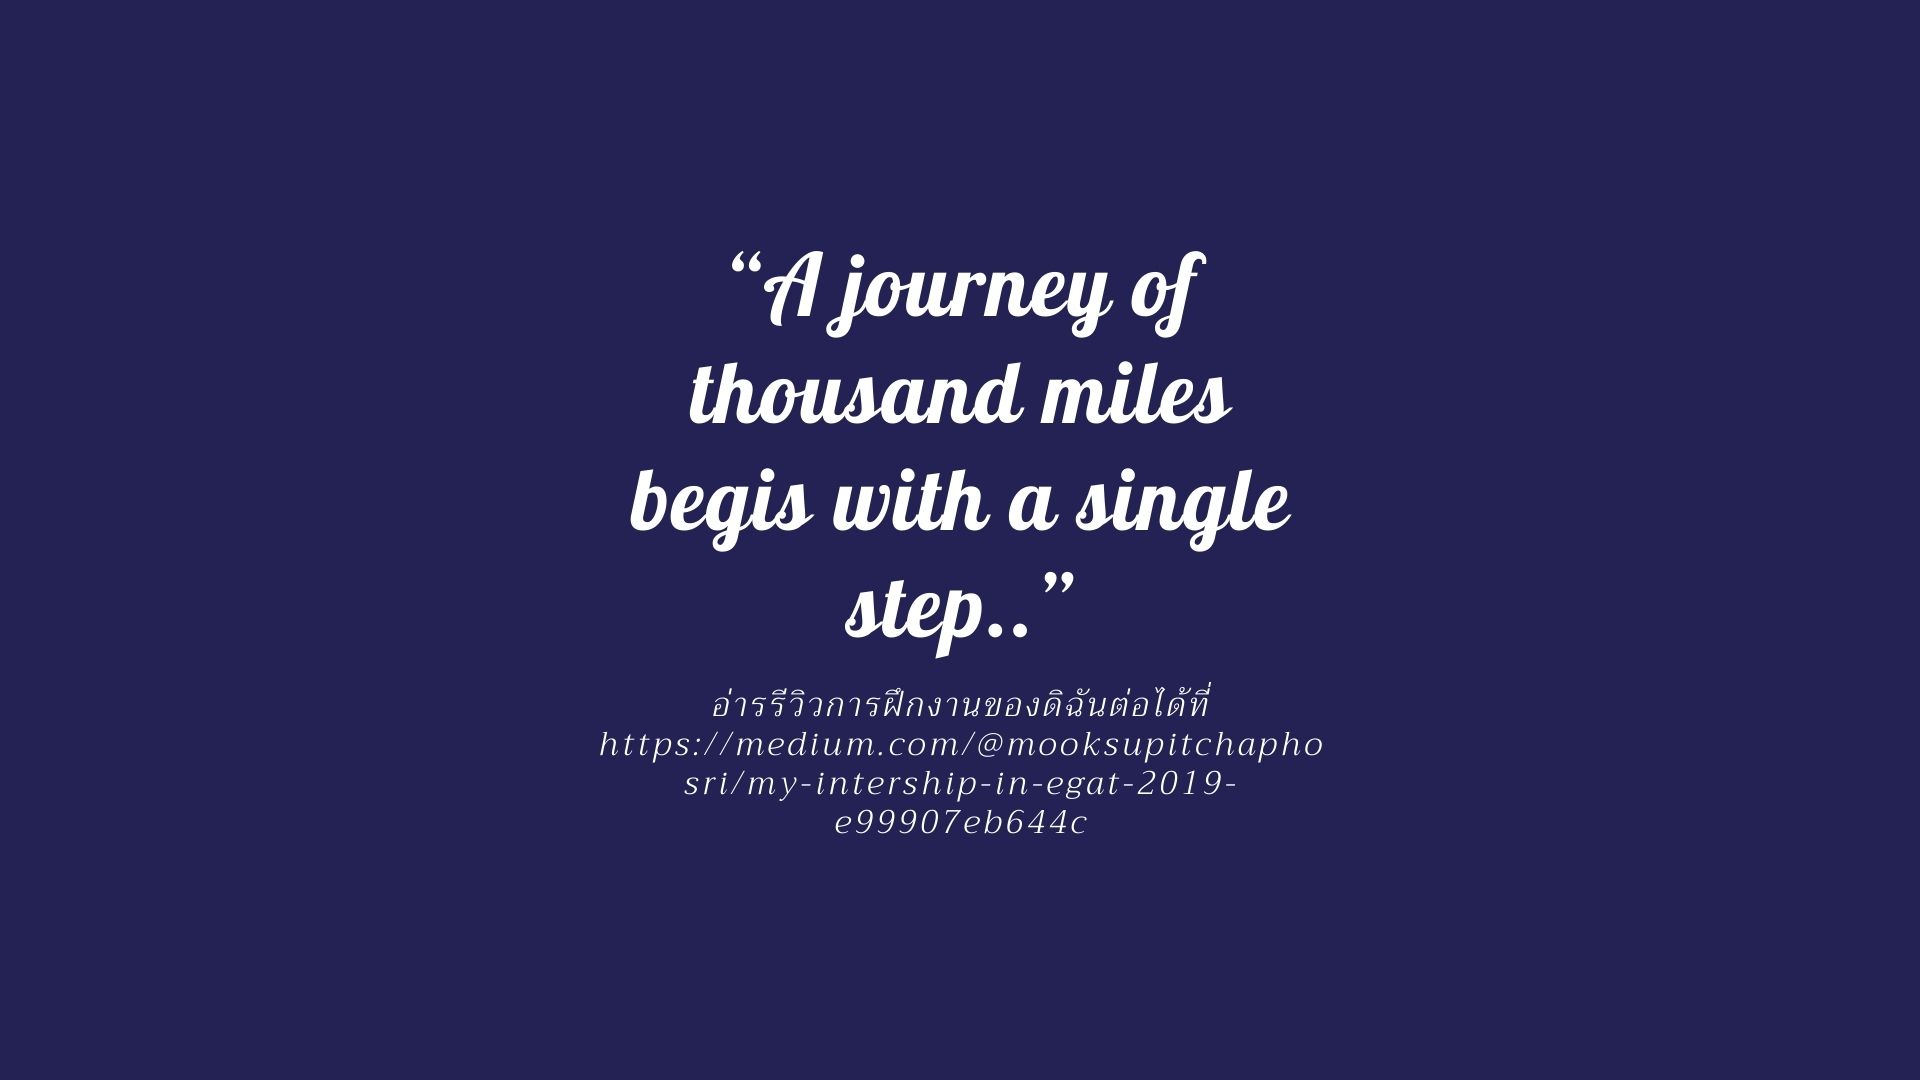 “A journey of
thousand miles
begis with a single
step..”
อ่ารรีวิวการฝึกงานของดิฉันต่อได้ที่
https://medium.com/@mooksupitchapho
sri/my-intership-in-egat-2019-
e99907eb644c